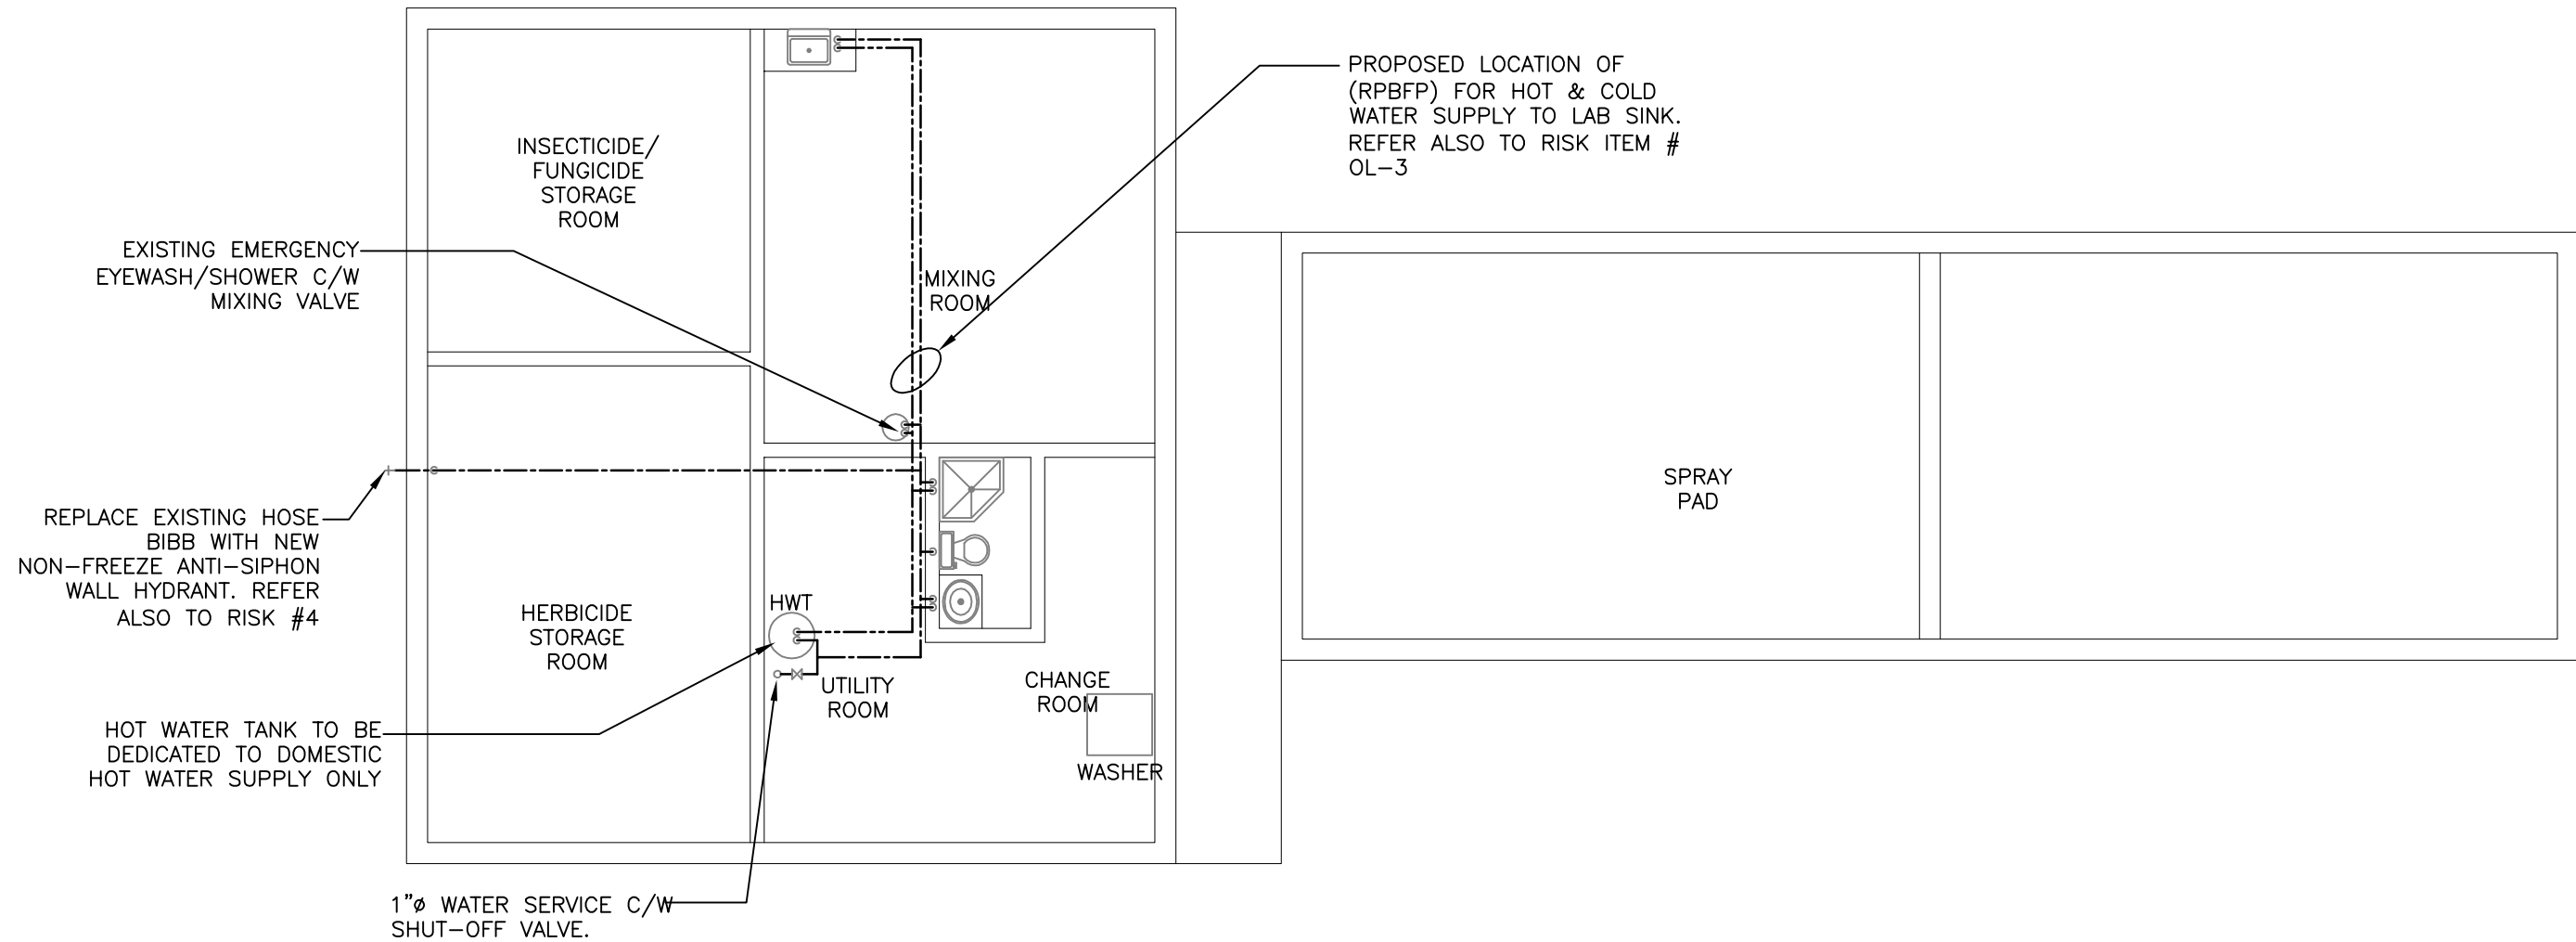 PROPOSED LOCATION OF
(RPBFP) FOR HOT & COLD
WATER SUPPLY TO LAB SINK.
REFER ALSO TO RISK ITEM #
OL-3
INSECTICIDE/
FUNGICIDE
STORAGE
ROOM
EXISTING EMERGENCY
EYEWASH/SHOWER C/W
MIXING VALVE
MIXING
ROOM
SPRAY
PAD
REPLACE EXISTING HOSE
BIBB WITH NEW
NON-FREEZE ANTI-SIPHON
WALL HYDRANT. REFER
ALSO TO RISK #4
HERBICIDE
STORAGE
ROOM
HWT
UTILITY
ROOM
CHANGE
ROOM
WASHER
HOT WATER TANK TO BE
DEDICATED TO DOMESTIC
HOT WATER SUPPLY ONLY
1"ø WATER SERVICE C/W
SHUT-OFF VALVE.